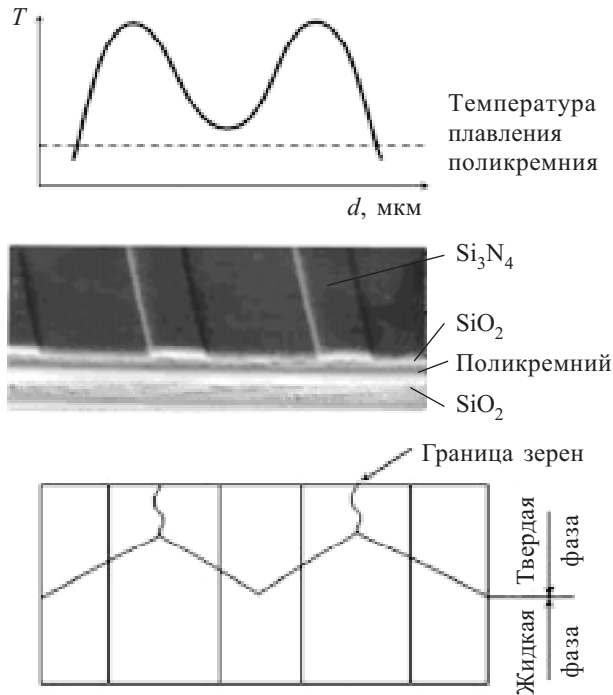 T
Температура
плавления
поликремния
d, мкм
Si₃N₄
SiO₂
Поликремний
SiO₂
Граница зерен
Твердая
фаза
Жидкая
фаза